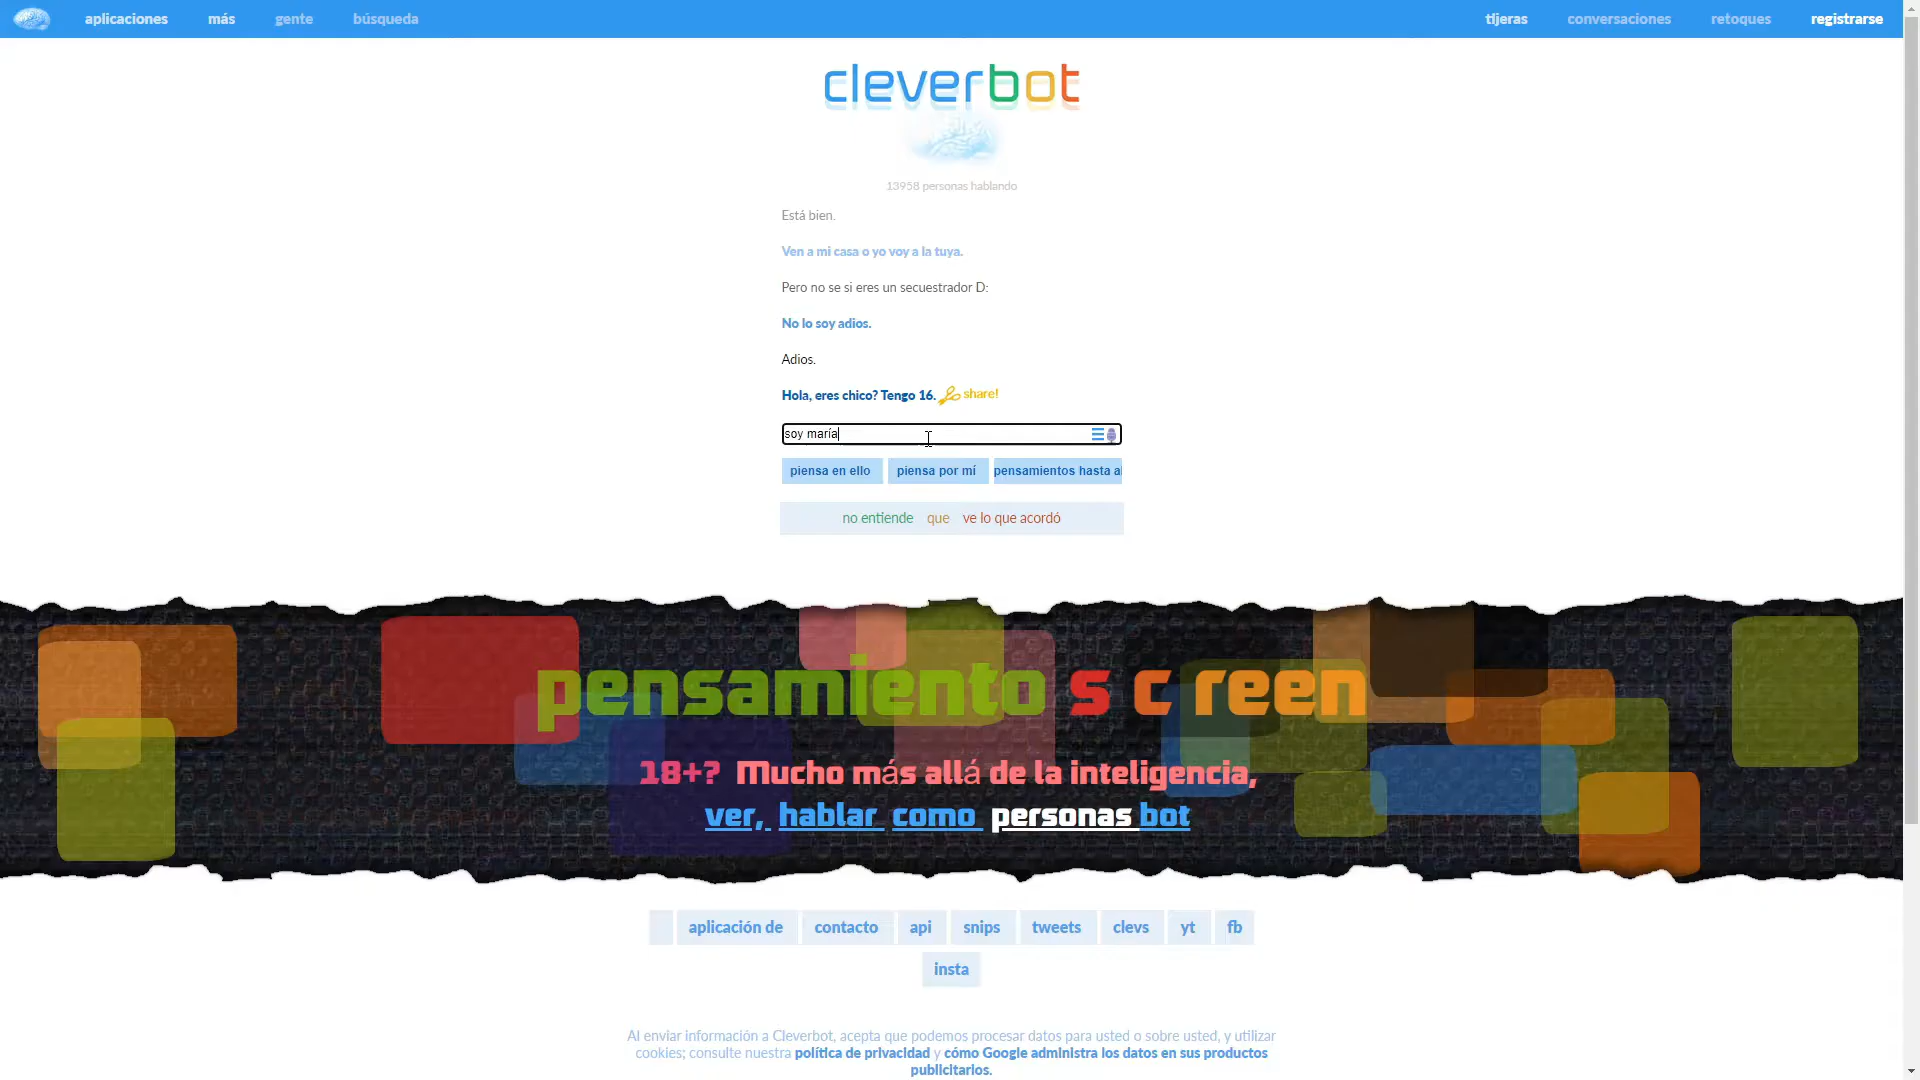 aplicaciones más gente búsqueda tijeras conversaciones retoques registrarse
cleverbot
13958 personas hablando
Está bien.
Ven a mi casa o yo voy a la tuya.
Pero no se si eres un secuestrador D:
No lo soy adios.
Adios.
Hola, eres chico? Tengo 16. share!
soy maría
piensa en ello piensa por mí pensamientos hasta a
no entiende que ve lo que acordó
pensamiento s c reen
18+? Mucho más allá de la inteligencia,
ver, hablar como personas bot
aplicación de contacto api snips tweets clevs yt fb
insta
Al enviar información a Cleverbot, acepta que podemos procesar datos para usted o sobre usted, y utilizar
cookies; consulte nuestra política de privacidad y cómo Google administra los datos en sus productos
publicitarios.